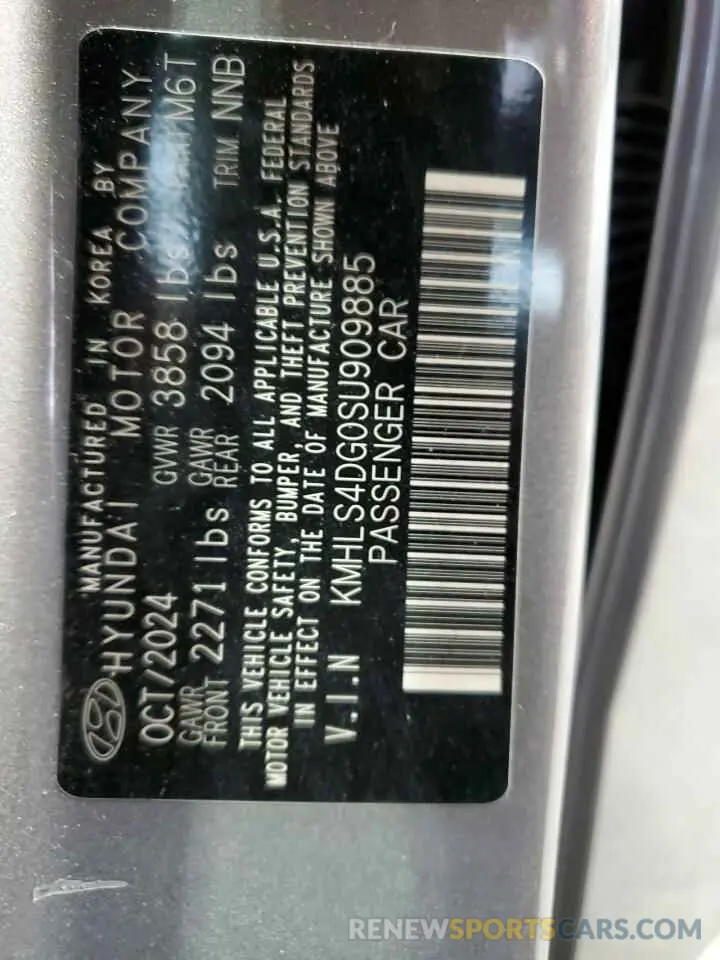 MANUFACTURED IN KOREA BY
HYUNDAI MOTOR COMPANY
OCT/2024 GVWR 3858 lbs M6T
GAWR FRONT 2271 lbs GAWR REAR 2094 lbs TRIM NNB
THIS VEHICLE CONFORMS TO ALL APPLICABLE U.S.A. FEDERAL
MOTOR VEHICLE SAFETY, BUMPER, AND THEFT PREVENTION STANDARDS
IN EFFECT ON THE DATE OF MANUFACTURE SHOWN ABOVE
V.I.N KMHLS4DG0SU909885
PASSENGER CAR
RENEWSPORTSCARS.COM